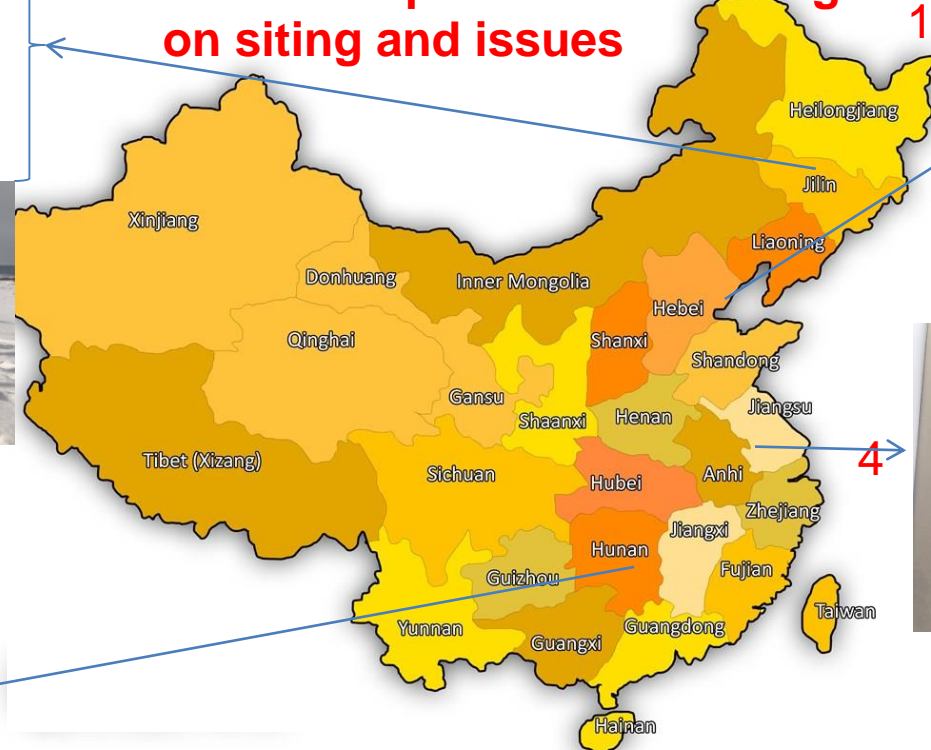 on siting and issues
1
Heilongjiang
Jilin
Xinjiang
Liaoning
Donhuang
Inner Mongolia
Hebei
Qinghai
Shanxi
Shandong
Gansu
Jiangsu
Shaanxi
Henan
4
Tibet (Xizang)
Sichuan
Anhi
Hubei
Zhejiang
Jiangxi
Hunan
Fujian
Guizhou
Taiwan
Yunnan
Guangdong
Guangxi
Hainan